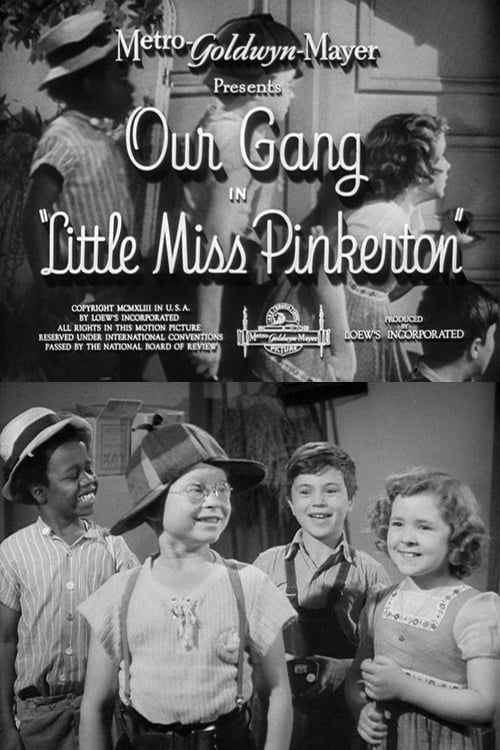 Metro-Goldwyn-Mayer
Presents
Our Gang
IN
"Little Miss Pinkerton"
COPYRIGHT MCMXLIII IN U.S.A.
BY LOEW'S INCORPORATED
ALL RIGHTS IN THIS MOTION PICTURE
RESERVED UNDER INTERNATIONAL CONVENTIONS
PASSED BY THE NATIONAL BOARD OF REVIEW
Metro-Goldwyn-Mayer
PICTURE
PRODUCED
BY
LOEW'S INCORPORATED